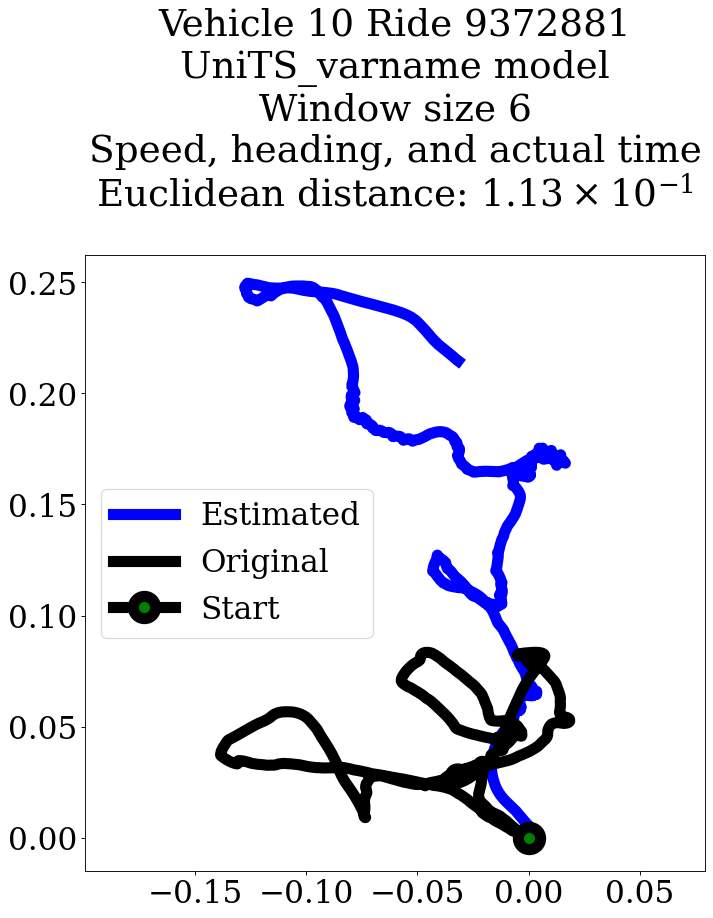 Vehicle 10 Ride 9372881
UniTS_varname model
Window size 6
Speed, heading, and actual time
Euclidean distance: 1.13 × 10⁻¹
0.25
0.20
0.15
0.10
0.05
0.00
Estimated
Original
Start
−0.15 −0.10 −0.05 0.00 0.05